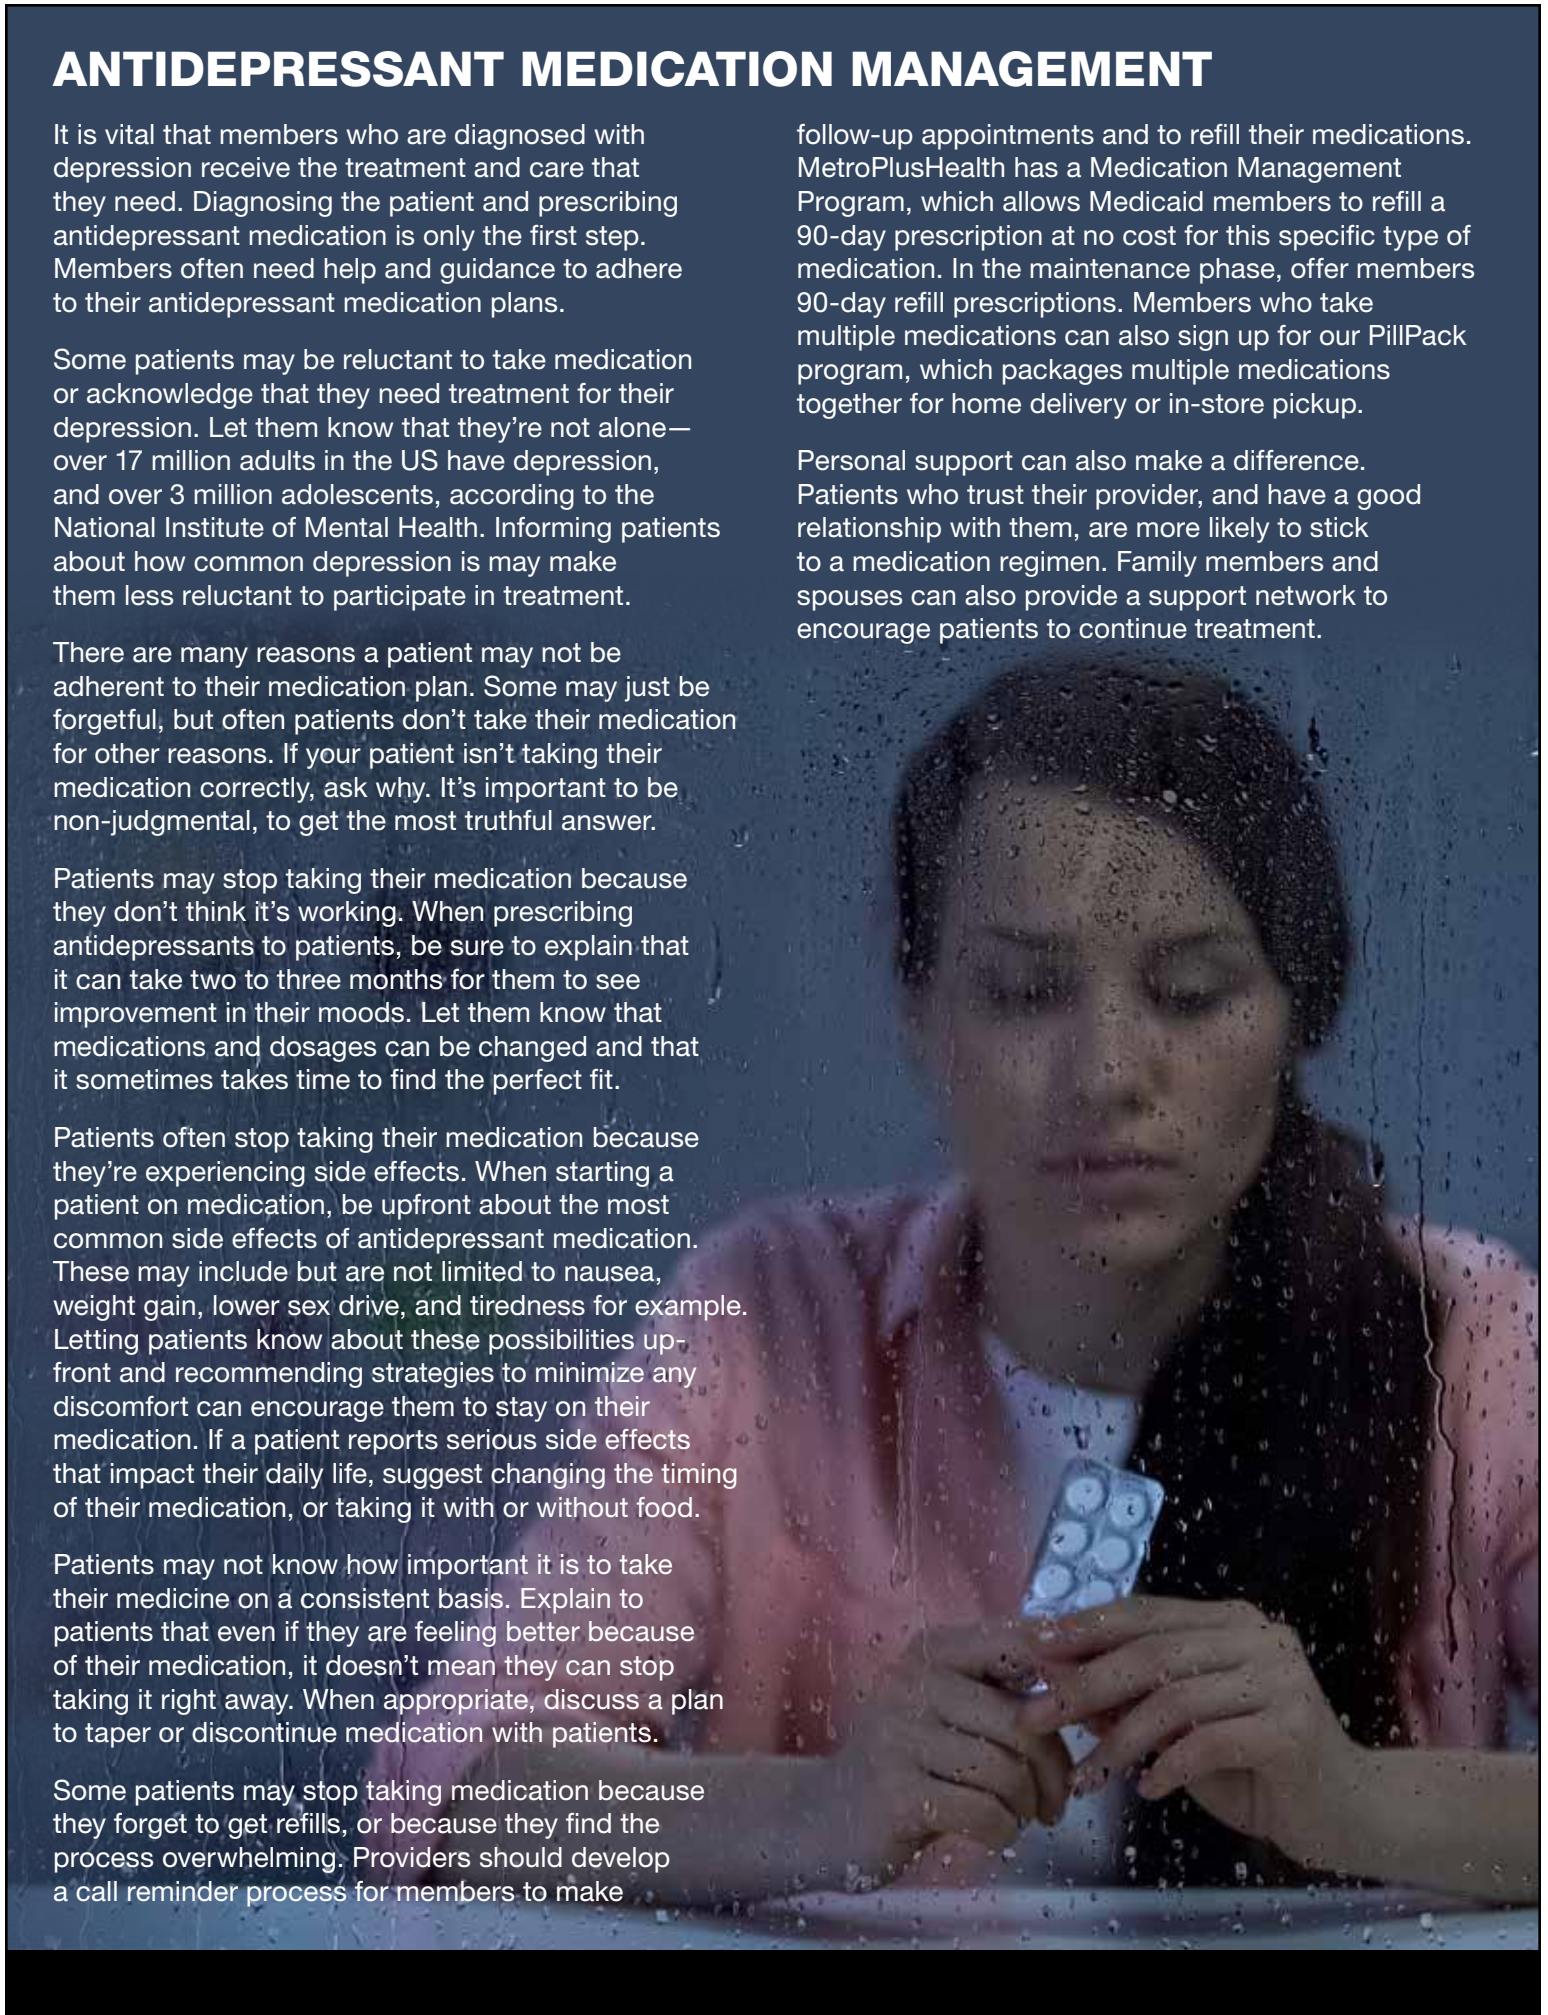 ANTIDEPRESSANT MEDICATION MANAGEMENT
It is vital that members who are diagnosed with
depression receive the treatment and care that
they need. Diagnosing the patient and prescribing
antidepressant medication is only the first step.
Members often need help and guidance to adhere
to their antidepressant medication plans.
Some patients may be reluctant to take medication
or acknowledge that they need treatment for their
depression. Let them know that they’re not alone—
over 17 million adults in the US have depression,
and over 3 million adolescents, according to the
National Institute of Mental Health. Informing patients
about how common depression is may make
them less reluctant to participate in treatment.
There are many reasons a patient may not be
adherent to their medication plan. Some may just be
forgetful, but often patients don’t take their medication
for other reasons. If your patient isn’t taking their
medication correctly, ask why. It’s important to be
non-judgmental, to get the most truthful answer.
Patients may stop taking their medication because
they don’t think it’s working. When prescribing
antidepressants to patients, be sure to explain that
it can take two to three months for them to see
improvement in their moods. Let them know that
medications and dosages can be changed and that
it sometimes takes time to find the perfect fit.
Patients often stop taking their medication because
they’re experiencing side effects. When starting a
patient on medication, be upfront about the most
common side effects of antidepressant medication.
These may include but are not limited to nausea,
weight gain, lower sex drive, and tiredness for example.
Letting patients know about these possibilities up-
front and recommending strategies to minimize any
discomfort can encourage them to stay on their
medication. If a patient reports serious side effects
that impact their daily life, suggest changing the timing
of their medication, or taking it with or without food.
Patients may not know how important it is to take
their medicine on a consistent basis. Explain to
patients that even if they are feeling better because
of their medication, it doesn’t mean they can stop
taking it right away. When appropriate, discuss a plan
to taper or discontinue medication with patients.
Some patients may stop taking medication because
they forget to get refills, or because they find the
process overwhelming. Providers should develop
a call reminder process for members to make
follow-up appointments and to refill their medications.
MetroPlusHealth has a Medication Management
Program, which allows Medicaid members to refill a
90-day prescription at no cost for this specific type of
medication. In the maintenance phase, offer members
90-day refill prescriptions. Members who take
multiple medications can also sign up for our PillPack
program, which packages multiple medications
together for home delivery or in-store pickup.
Personal support can also make a difference.
Patients who trust their provider, and have a good
relationship with them, are more likely to stick
to a medication regimen. Family members and
spouses can also provide a support network to
encourage patients to continue treatment.